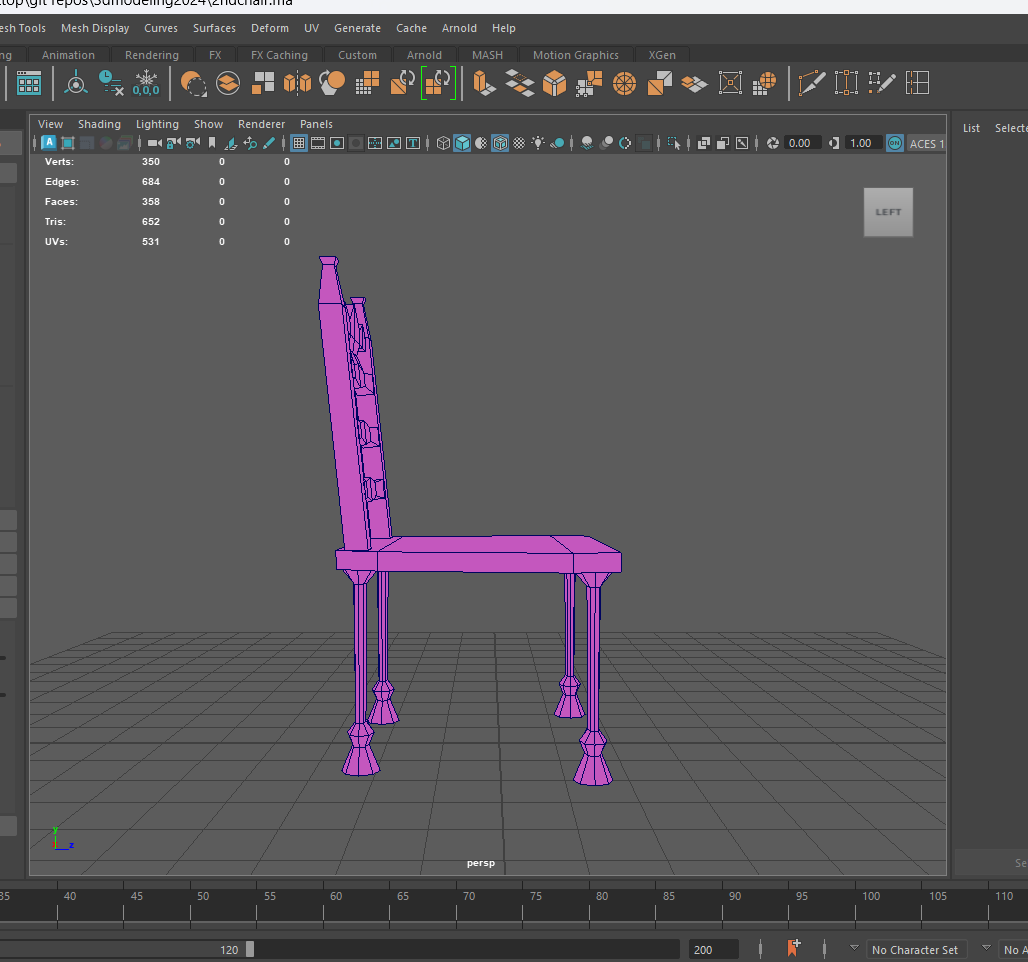 top\git repos\3dmodeling2024\2ndchair.ma
esh Tools Mesh Display Curves Surfaces Deform UV Generate Cache Arnold Help
ng Animation Rendering FX FX Caching Custom Arnold MASH Motion Graphics XGen
0,0,0
View Shading Lighting Show Renderer Panels
List Selecte
A T 0.00 1.00 ON ACES 1
Verts: 350 0 0
Edges: 684 0 0
Faces: 358 0 0
Tris: 652 0 0
UVs: 531 0 0
LEFT
y
z
persp
Se
35 40 45 50 55 60 65 70 75 80 85 90 95 100 105 110
120 200 No Character Set No A